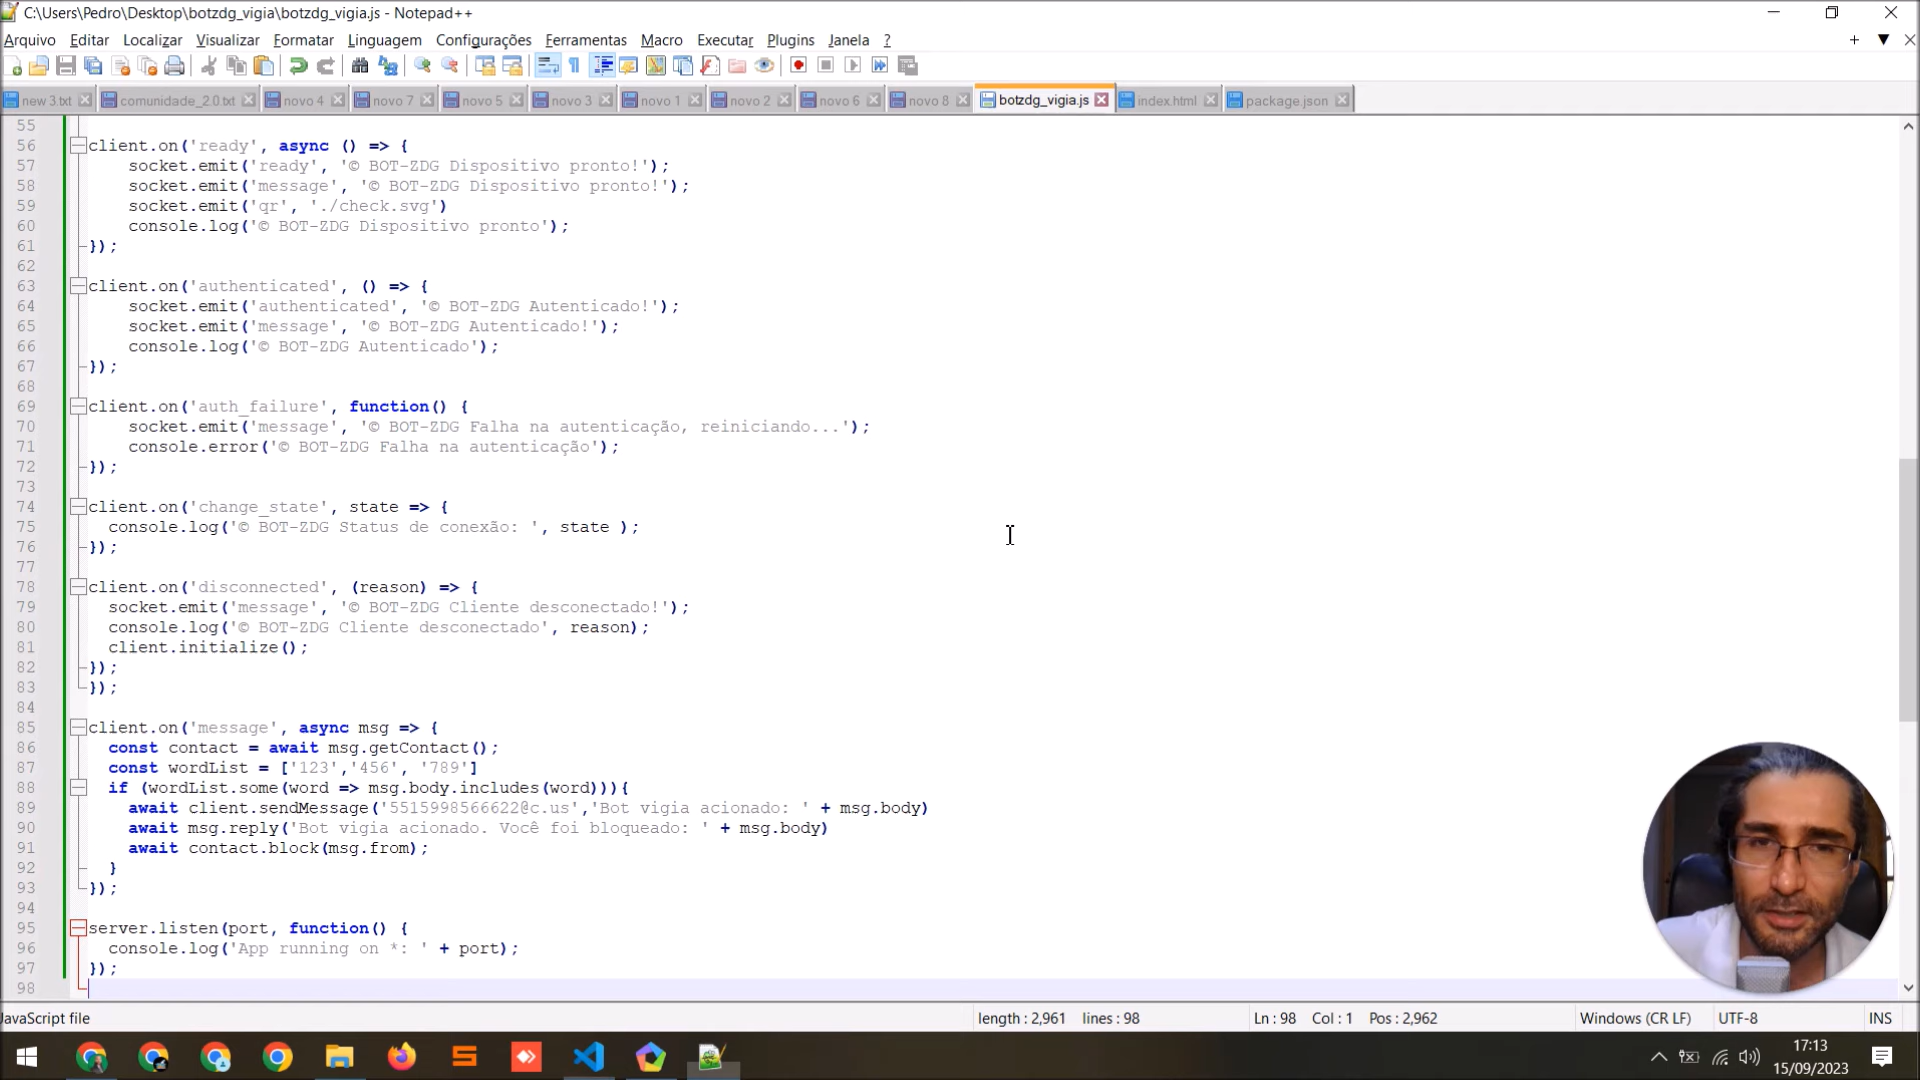 C:\Users\Pedro\Desktop\botzdg_vigia\botzdg_vigia.js - Notepad++
Arquivo Editar Localizar Visualizar Formatar Linguagem Configurações Ferramentas Macro Executar Plugins Janela ?
new 3.txt comunidade_2.0.txt novo 4 novo 7 novo 5 novo 3 novo 1 novo 2 novo 6 novo 8 botzdg_vigia.js index.html package.json
55
56 client.on('ready', async () => {
57 socket.emit('ready', '© BOT-ZDG Dispositivo pronto!');
58 socket.emit('message', '© BOT-ZDG Dispositivo pronto!');
59 socket.emit('qr', './check.svg')
60 console.log('© BOT-ZDG Dispositivo pronto');
61 });
62
63 client.on('authenticated', () => {
64 socket.emit('authenticated', '© BOT-ZDG Autenticado!');
65 socket.emit('message', '© BOT-ZDG Autenticado!');
66 console.log('© BOT-ZDG Autenticado');
67 });
68
69 client.on('auth_failure', function() {
70 socket.emit('message', '© BOT-ZDG Falha na autenticação, reiniciando...');
71 console.error('© BOT-ZDG Falha na autenticação');
72 });
73
74 client.on('change_state', state => {
75 console.log('© BOT-ZDG Status de conexão: ', state );
76 });
77
78 client.on('disconnected', (reason) => {
79 socket.emit('message', '© BOT-ZDG Cliente desconectado!');
80 console.log('© BOT-ZDG Cliente desconectado', reason);
81 client.initialize();
82 });
83 });
84
85 client.on('message', async msg => {
86 const contact = await msg.getContact();
87 const wordList = ['123','456', '789']
88 if (wordList.some(word => msg.body.includes(word))){
89 await client.sendMessage('5515998566622@c.us','Bot vigia acionado: ' + msg.body)
90 await msg.reply('Bot vigia acionado. Você foi bloqueado: ' + msg.body)
91 await contact.block(msg.from);
92 }
93 });
94
95 server.listen(port, function() {
96 console.log('App running on *: ' + port);
97 });
98
JavaScript file length : 2,961 lines : 98 Ln : 98 Col : 1 Pos : 2,962 Windows (CR LF) UTF-8 INS
17:13
15/09/2023